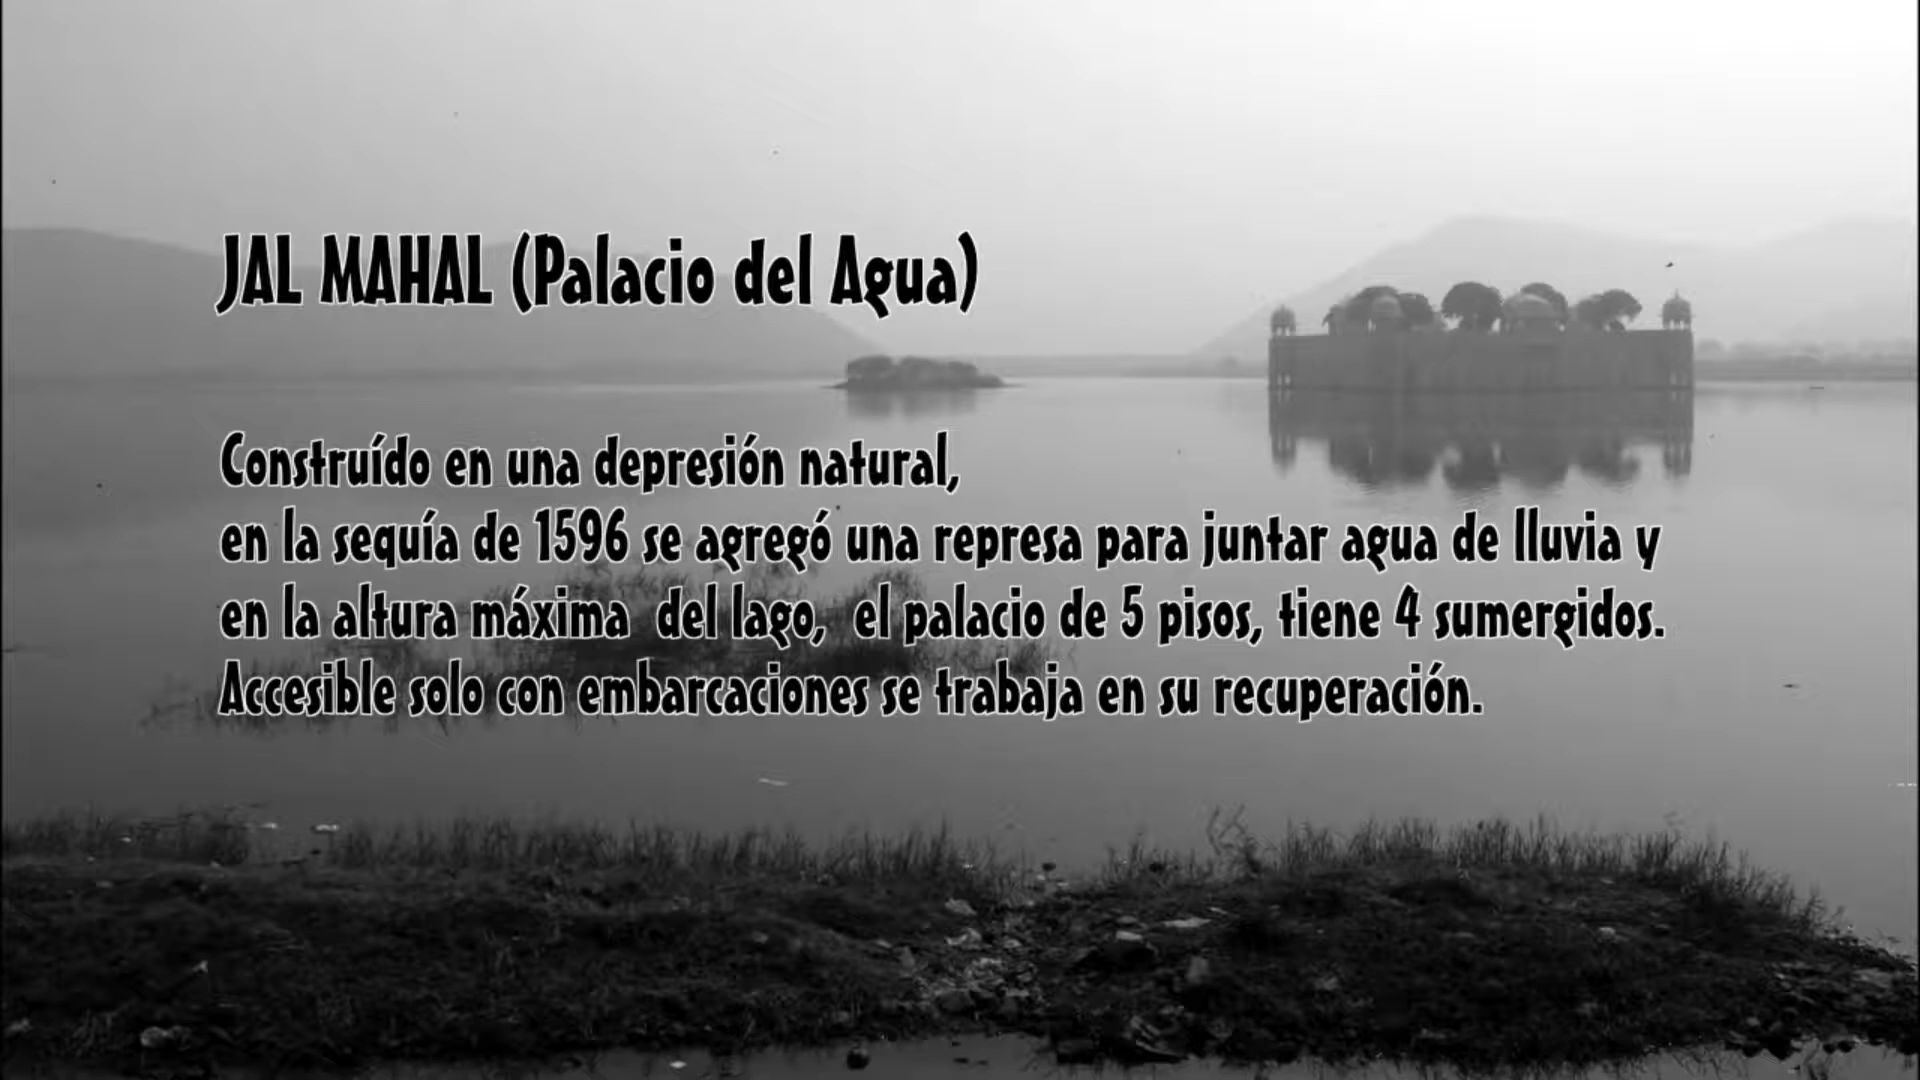 JAL MAHAL (Palacio del Agua)
Construído en una depresión natural,
en la sequía de 1596 se agregó una represa para juntar agua de lluvia y
en la altura máxima del lago, el palacio de 5 pisos, tiene 4 sumergidos.
Accesible solo con embarcaciones se trabaja en su recuperación.